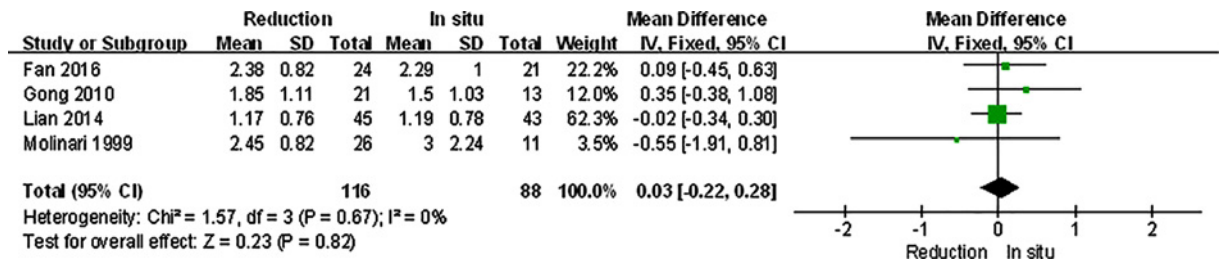 Reduction In situ Mean Difference Mean Difference
Study or Subgroup Mean SD Total Mean SD Total Weight IV, Fixed, 95% CI IV, Fixed, 95% CI
Fan 2016 2.38 0.82 24 2.29 1 21 22.2% 0.09 [-0.45, 0.63]
Gong 2010 1.85 1.11 21 1.5 1.03 13 12.0% 0.35 [-0.38, 1.08]
Lian 2014 1.17 0.76 45 1.19 0.78 43 62.3% -0.02 [-0.34, 0.30]
Molinari 1999 2.45 0.82 26 3 2.24 11 3.5% -0.55 [-1.91, 0.81]
Total (95% CI) 116 88 100.0% 0.03 [-0.22, 0.28]
Heterogeneity: Chi² = 1.57, df = 3 (P = 0.67); I² = 0%
Test for overall effect: Z = 0.23 (P = 0.82)
-2 -1 0 1 2
Reduction In situ